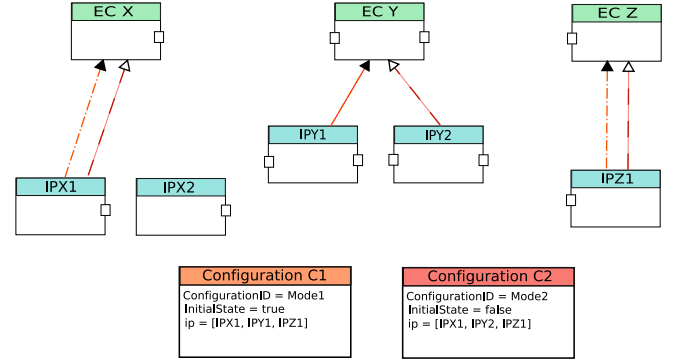 EC X
EC Y
EC Z
IPY1
IPY2
IPX1
IPX2
IPZ1
Configuration C1
ConfigurationID = Mode1
InitialState = true
ip = [IPX1, IPY1, IPZ1]
Configuration C2
ConfigurationID = Mode2
InitialState = false
ip = [IPX1, IPY2, IPZ1]